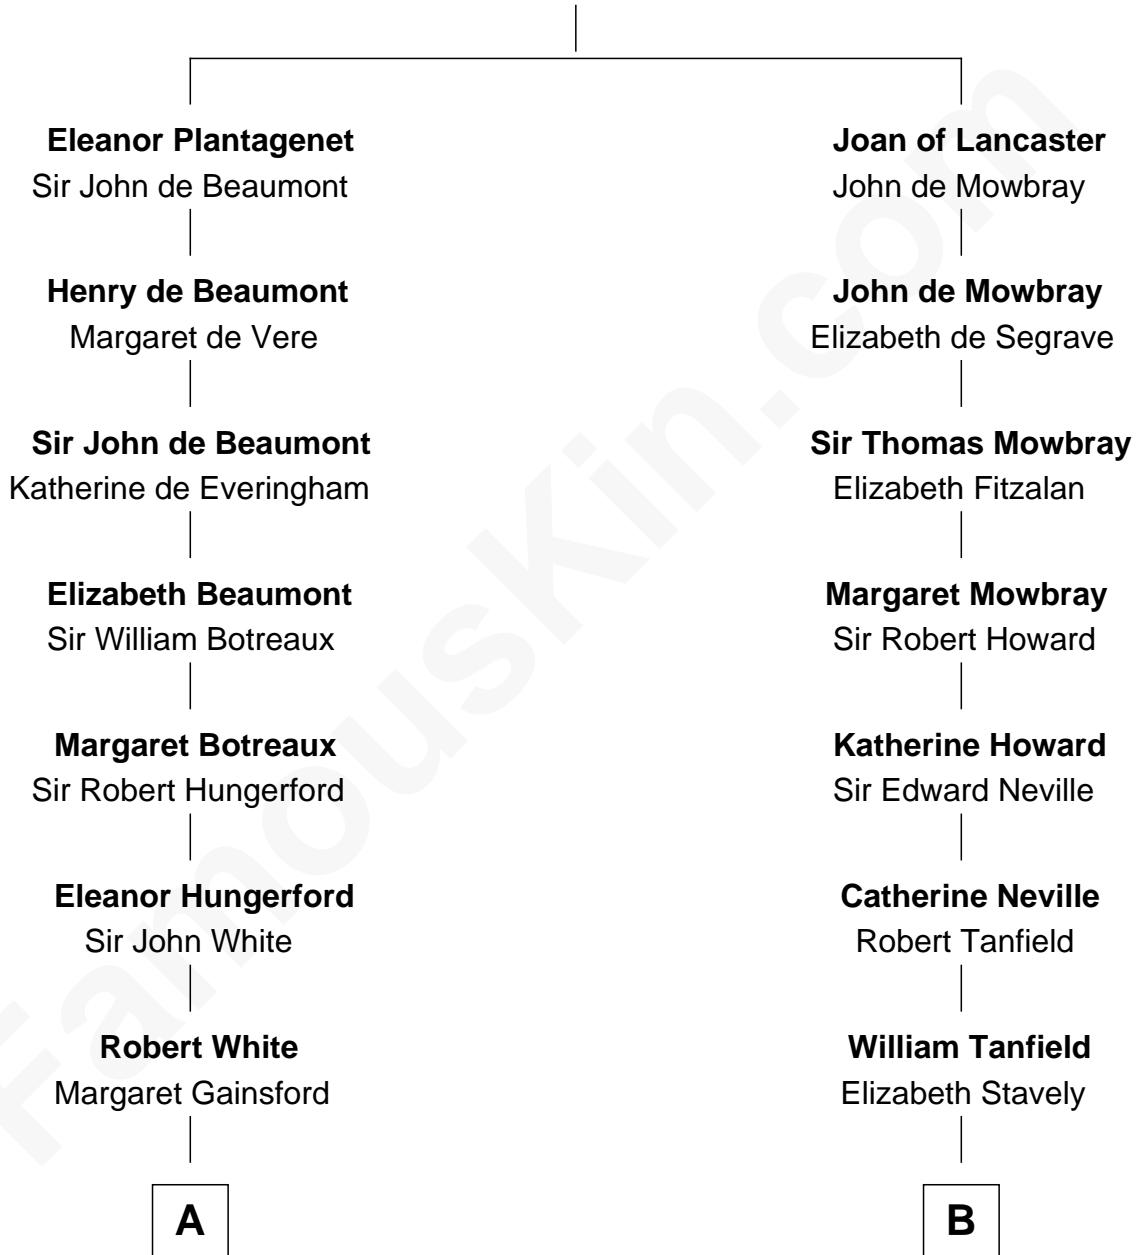 Eleanor Plantagenet
Sir John de Beaumont
Henry de Beaumont
Margaret de Vere
Sir John de Beaumont
Katherine de Everingham
Elizabeth Beaumont
Sir William Botreaux
Margaret Botreaux
Sir Robert Hungerford
Eleanor Hungerford
Sir John White
Robert White
Margaret Gainsford
A
Joan of Lancaster
John de Mowbray
John de Mowbray
Elizabeth de Segrave
Sir Thomas Mowbray
Elizabeth Fitzalan
Margaret Mowbray
Sir Robert Howard
Katherine Howard
Sir Edward Neville
Catherine Neville
Robert Tanfield
William Tanfield
Elizabeth Stavely
B
FamousKin.com